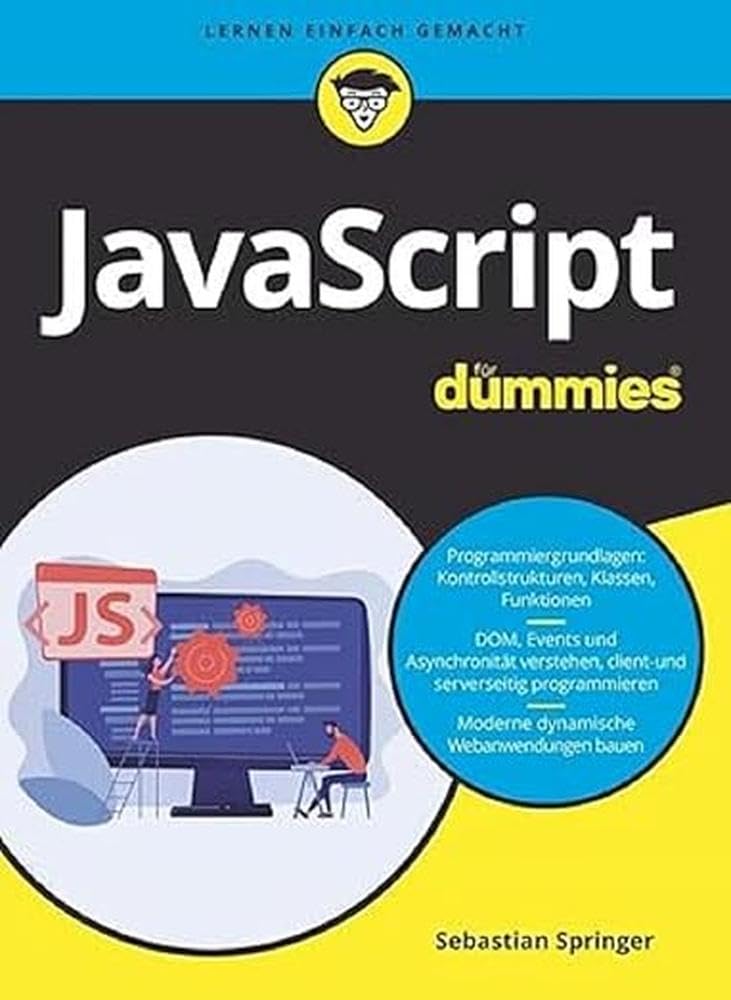 LERNEN EINFACH GEMACHT
JavaScript
für
dummies®
JS
Programmiergrundlagen:
Kontrollstrukturen, Klassen,
Funktionen
DOM, Events und
Asynchronität verstehen, client-und
serverseitig programmieren
Moderne dynamische
Webanwendungen bauen
Sebastian Springer